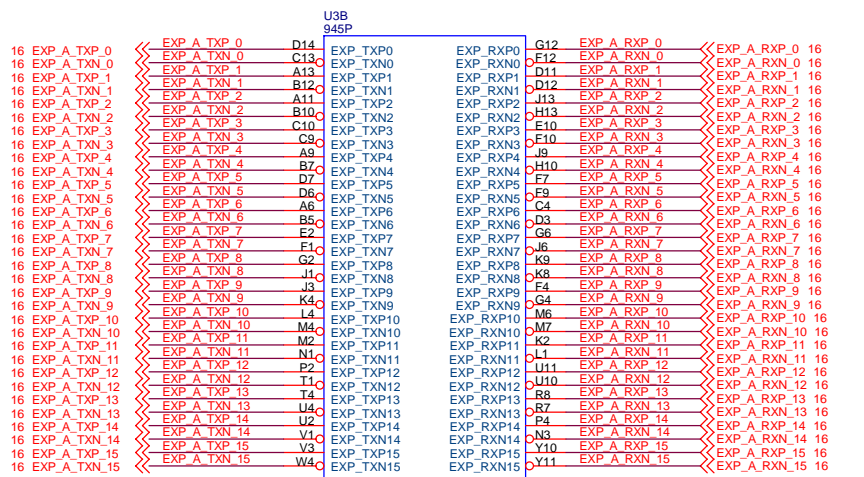 U3B
945P
16 EXP_A_TXP_0 EXP_A_TXP_0 D14 EXP_TXP0 EXP_RXP0 G12 EXP_A_RXP_0 EXP_A_RXP_0 16
16 EXP_A_TXN_0 EXP_A_TXN_0 C13 EXP_TXN0 EXP_RXN0 F12 EXP_A_RXN_0 EXP_A_RXN_0 16
16 EXP_A_TXP_1 EXP_A_TXP_1 A13 EXP_TXP1 EXP_RXP1 D11 EXP_A_RXP_1 EXP_A_RXP_1 16
16 EXP_A_TXN_1 EXP_A_TXN_1 B12 EXP_TXN1 EXP_RXN1 D12 EXP_A_RXN_1 EXP_A_RXN_1 16
16 EXP_A_TXP_2 EXP_A_TXP_2 A11 EXP_TXP2 EXP_RXP2 J13 EXP_A_RXP_2 EXP_A_RXP_2 16
16 EXP_A_TXN_2 EXP_A_TXN_2 B10 EXP_TXN2 EXP_RXN2 H13 EXP_A_RXN_2 EXP_A_RXN_2 16
16 EXP_A_TXP_3 EXP_A_TXP_3 C10 EXP_TXP3 EXP_RXP3 E10 EXP_A_RXP_3 EXP_A_RXP_3 16
16 EXP_A_TXN_3 EXP_A_TXN_3 C9 EXP_TXN3 EXP_RXN3 F10 EXP_A_RXN_3 EXP_A_RXN_3 16
16 EXP_A_TXP_4 EXP_A_TXP_4 A9 EXP_TXP4 EXP_RXP4 J9 EXP_A_RXP_4 EXP_A_RXP_4 16
16 EXP_A_TXN_4 EXP_A_TXN_4 B7 EXP_TXN4 EXP_RXN4 H10 EXP_A_RXN_4 EXP_A_RXN_4 16
16 EXP_A_TXP_5 EXP_A_TXP_5 D7 EXP_TXP5 EXP_RXP5 F7 EXP_A_RXP_5 EXP_A_RXP_5 16
16 EXP_A_TXN_5 EXP_A_TXN_5 D6 EXP_TXN5 EXP_RXN5 F9 EXP_A_RXN_5 EXP_A_RXN_5 16
16 EXP_A_TXP_6 EXP_A_TXP_6 A6 EXP_TXP6 EXP_RXP6 C4 EXP_A_RXP_6 EXP_A_RXP_6 16
16 EXP_A_TXN_6 EXP_A_TXN_6 B5 EXP_TXN6 EXP_RXN6 D3 EXP_A_RXN_6 EXP_A_RXN_6 16
16 EXP_A_TXP_7 EXP_A_TXP_7 E2 EXP_TXP7 EXP_RXP7 G6 EXP_A_RXP_7 EXP_A_RXP_7 16
16 EXP_A_TXN_7 EXP_A_TXN_7 F1 EXP_TXN7 EXP_RXN7 J6 EXP_A_RXN_7 EXP_A_RXN_7 16
16 EXP_A_TXP_8 EXP_A_TXP_8 G2 EXP_TXP8 EXP_RXP8 K9 EXP_A_RXP_8 EXP_A_RXP_8 16
16 EXP_A_TXN_8 EXP_A_TXN_8 J1 EXP_TXN8 EXP_RXN8 K8 EXP_A_RXN_8 EXP_A_RXN_8 16
16 EXP_A_TXP_9 EXP_A_TXP_9 J3 EXP_TXP9 EXP_RXP9 F4 EXP_A_RXP_9 EXP_A_RXP_9 16
16 EXP_A_TXN_9 EXP_A_TXN_9 K4 EXP_TXN9 EXP_RXN9 G4 EXP_A_RXN_9 EXP_A_RXN_9 16
16 EXP_A_TXP_10 EXP_A_TXP_10 L4 EXP_TXP10 EXP_RXP10 M6 EXP_A_RXP_10 EXP_A_RXP_10 16
16 EXP_A_TXN_10 EXP_A_TXN_10 M4 EXP_TXN10 EXP_RXN10 M7 EXP_A_RXN_10 EXP_A_RXN_10 16
16 EXP_A_TXP_11 EXP_A_TXP_11 M2 EXP_TXP11 EXP_RXP11 K2 EXP_A_RXP_11 EXP_A_RXP_11 16
16 EXP_A_TXN_11 EXP_A_TXN_11 N1 EXP_TXN11 EXP_RXN11 L1 EXP_A_RXN_11 EXP_A_RXN_11 16
16 EXP_A_TXP_12 EXP_A_TXP_12 P2 EXP_TXP12 EXP_RXP12 U11 EXP_A_RXP_12 EXP_A_RXP_12 16
16 EXP_A_TXN_12 EXP_A_TXN_12 T1 EXP_TXN12 EXP_RXN12 U10 EXP_A_RXN_12 EXP_A_RXN_12 16
16 EXP_A_TXP_13 EXP_A_TXP_13 T4 EXP_TXP13 EXP_RXP13 R8 EXP_A_RXP_13 EXP_A_RXP_13 16
16 EXP_A_TXN_13 EXP_A_TXN_13 U4 EXP_TXN13 EXP_RXN13 R7 EXP_A_RXN_13 EXP_A_RXN_13 16
16 EXP_A_TXP_14 EXP_A_TXP_14 U2 EXP_TXP14 EXP_RXP14 P4 EXP_A_RXP_14 EXP_A_RXP_14 16
16 EXP_A_TXN_14 EXP_A_TXN_14 V1 EXP_TXN14 EXP_RXN14 N3 EXP_A_RXN_14 EXP_A_RXN_14 16
16 EXP_A_TXP_15 EXP_A_TXP_15 V3 EXP_TXP15 EXP_RXP15 Y10 EXP_A_RXP_15 EXP_A_RXP_15 16
16 EXP_A_TXN_15 EXP_A_TXN_15 W4 EXP_TXN15 EXP_RXN15 Y11 EXP_A_RXN_15 EXP_A_RXN_15 16